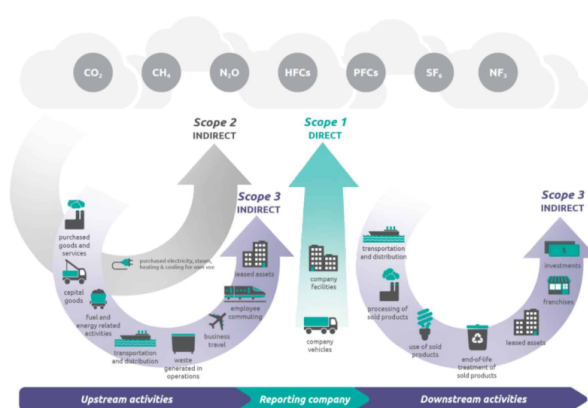 CO2
CH4
N2O
HFCs
PFCs
SF6
NF3
Scope 2
INDIRECT
Scope 1
DIRECT
Scope 3
INDIRECT
Scope 3
INDIRECT
purchased
goods and
services
capital
goods
fuel and
energy related
activities
transportation
and distribution
waste
generated in
operations
business
travel
employee
commuting
leased assets
purchased electricity, steam,
heating & cooling for own use
company
facilities
company
vehicles
transportation
and distribution
processing of
sold products
use of sold
products
end-of-life
treatment of
sold products
leased assets
franchises
investments
Upstream activities
Reporting company
Downstream activities